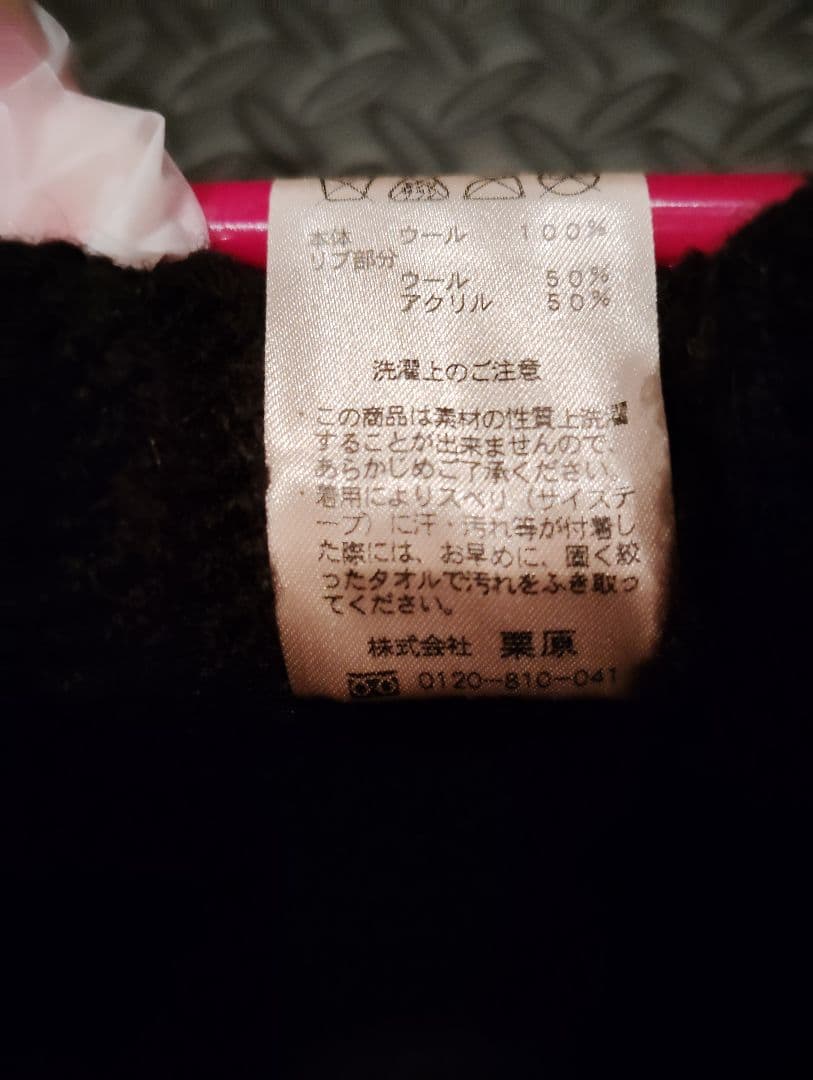 本体 ウール 100%
リブ部分
ウール 50%
アクリル 50%
洗濯上のご注意
・この商品は素材の性質上洗濯
することが出来ませんので、
あらかじめご了承ください。
・着用によりスベリ（サイズテ
ープ）に汗・汚れ等が付着し
た際には、お早めに、固く絞
ったタオルで汚れをふき取っ
てください。
株式会社 栗原
0120-810-041